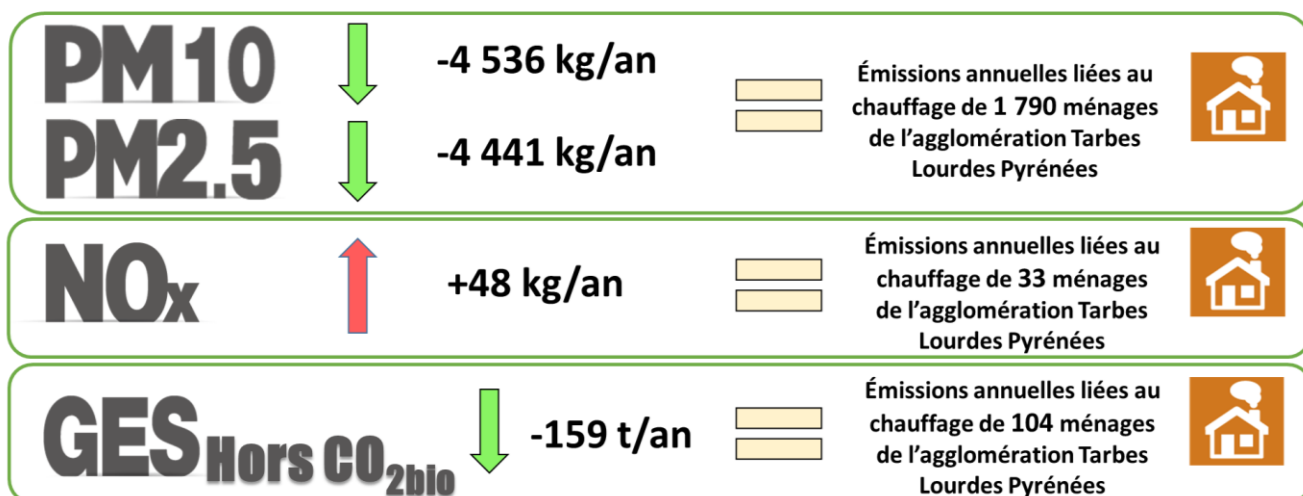 PM10
-4 536 kg/an
PM2.5
-4 441 kg/an
Émissions annuelles liées au
chauffage de 1 790 ménages
de l'agglomération Tarbes
Lourdes Pyrénées
NOx
+48 kg/an
Émissions annuelles liées au
chauffage de 33 ménages
de l'agglomération Tarbes
Lourdes Pyrénées
GES Hors CO2bio
-159 t/an
Émissions annuelles liées au
chauffage de 104 ménages
de l'agglomération Tarbes
Lourdes Pyrénées